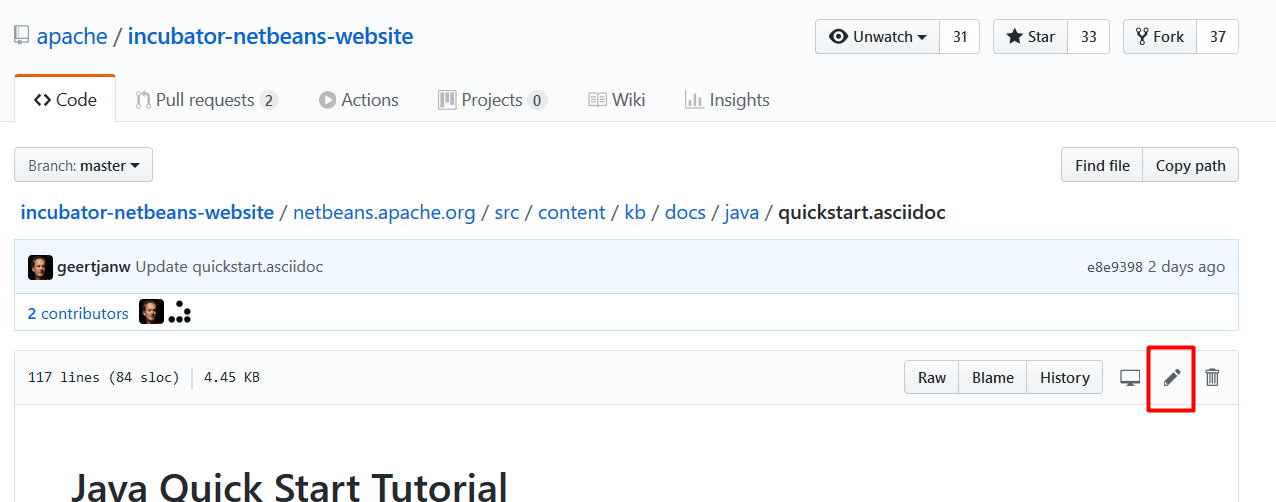 apache / incubator-netbeans-website Unwatch 31 Star 33 Fork 37
Code Pull requests 2 Actions Projects 0 Wiki Insights
Branch: master Find file Copy path
incubator-netbeans-website / netbeans.apache.org / src / content / kb / docs / java / quickstart.asciidoc
geertjanw Update quickstart.asciidoc e8e9398 2 days ago
2 contributors
117 lines (84 sloc) 4.45 KB Raw Blame History
Java Quick Start Tutorial